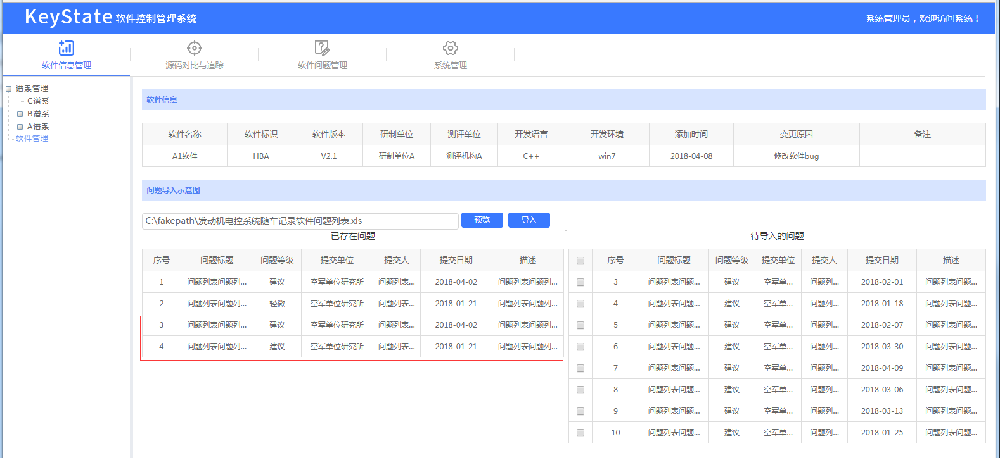 KeyState 软件控制管理系统
系统管理员，欢迎访问系统！
软件信息管理
源码对比与追踪
软件问题管理
系统管理
谱系管理
C谱系
B谱系
A谱系
软件管理
软件信息
软件名称 软件标识 软件版本 研制单位 测评单位 开发语言 开发环境 添加时间 变更原因 备注
A1软件 HBA V2.1 研制单位A 测评机构A C++ win7 2018-04-08 修改软件bug
问题导入示意图
C:\fakepath\发动机电控系统随车记录软件问题列表.xls 预览 导入
已存在问题
序号 问题标题 问题等级 提交单位 提交人 提交日期 描述
1 问题列表问题列... 建议 空军单位研究所 问题列表... 2018-04-02 问题列表问题列...
2 问题列表问题列... 轻微 空军单位研究所 问题列表... 2018-01-21 问题列表问题列...
3 问题列表问题列... 建议 空军单位研究所 问题列表... 2018-04-02 问题列表问题列...
4 问题列表问题列... 建议 空军单位研究所 问题列表... 2018-01-21 问题列表问题列...
待导入的问题
序号 问题标题 问题等级 提交单位 提交人 提交日期 描述
3 问题列表问题... 建议 空军单... 问题列... 2018-02-01 问题列表问题...
4 问题列表问题... 建议 空军单... 问题列... 2018-01-18 问题列表问题...
5 问题列表问题... 建议 空军单... 问题列... 2018-02-07 问题列表问题...
6 问题列表问题... 建议 空军单... 问题列... 2018-03-30 问题列表问题...
7 问题列表问题... 建议 空军单... 问题列... 2018-04-09 问题列表问题...
8 问题列表问题... 建议 空军单... 问题列... 2018-03-06 问题列表问题...
9 问题列表问题... 建议 空军单... 问题列... 2018-03-13 问题列表问题...
10 问题列表问题... 建议 空军单... 问题列... 2018-01-25 问题列表问题...